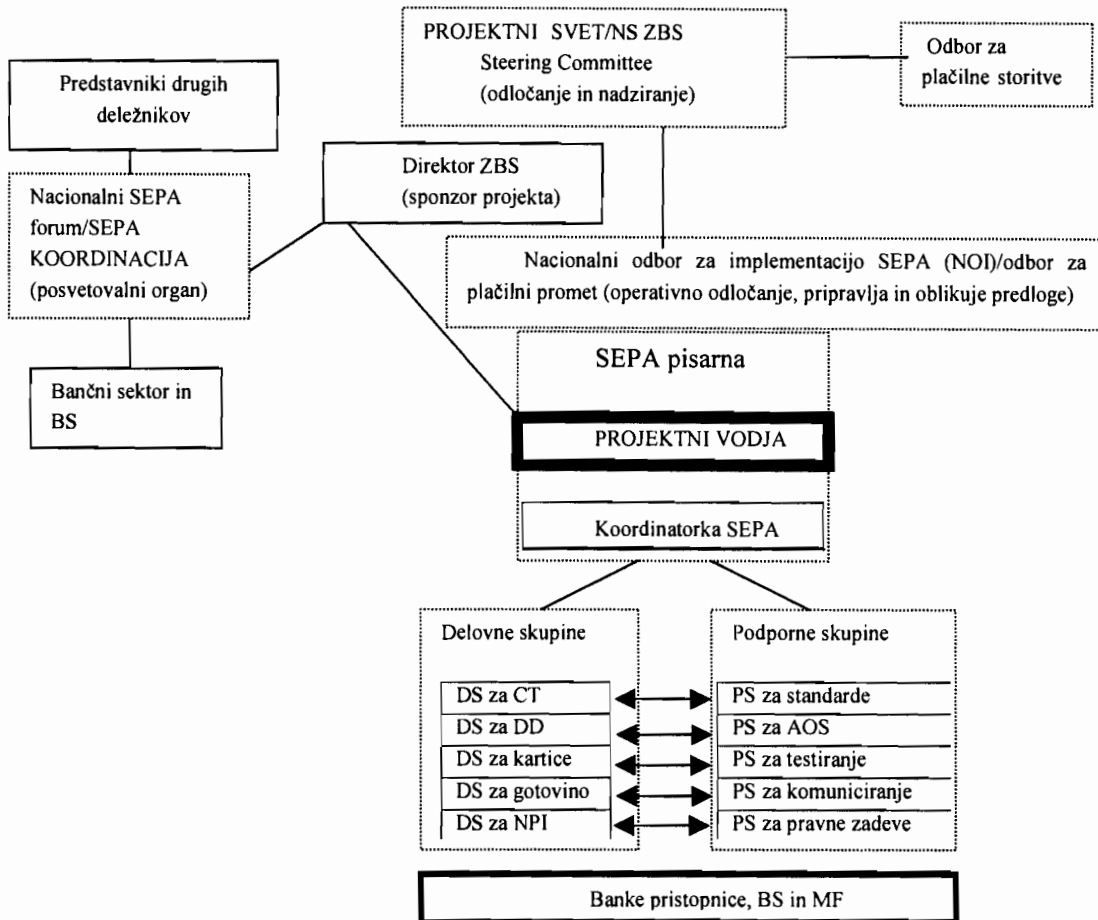 PROJEKTNI SVET/NS ZBS
Steering Committee
(odločanje in nadziranje)
Odbor za
plačilne storitve
Predstavniki drugih
deležnikov
Direktor ZBS
(sponzor projekta)
Nacionalni SEPA
forum/SEPA
KOORDINACIJA
(posvetovalni organ)
Nacionalni odbor za implementacijo SEPA (NOI)/odbor za
plačilni promet (operativno odločanje, pripravlja in oblikuje predloge)
Bančni sektor in
BS
SEPA pisarna
PROJEKTNI VODJA
Koordinatorka SEPA
Delovne skupine
DS za CT
DS za DD
DS za kartice
DS za gotovino
DS za NPI
Podporne skupine
PS za standarde
PS za AOS
PS za testiranje
PS za komuniciranje
PS za pravne zadeve
Banke pristopnice, BS in MF